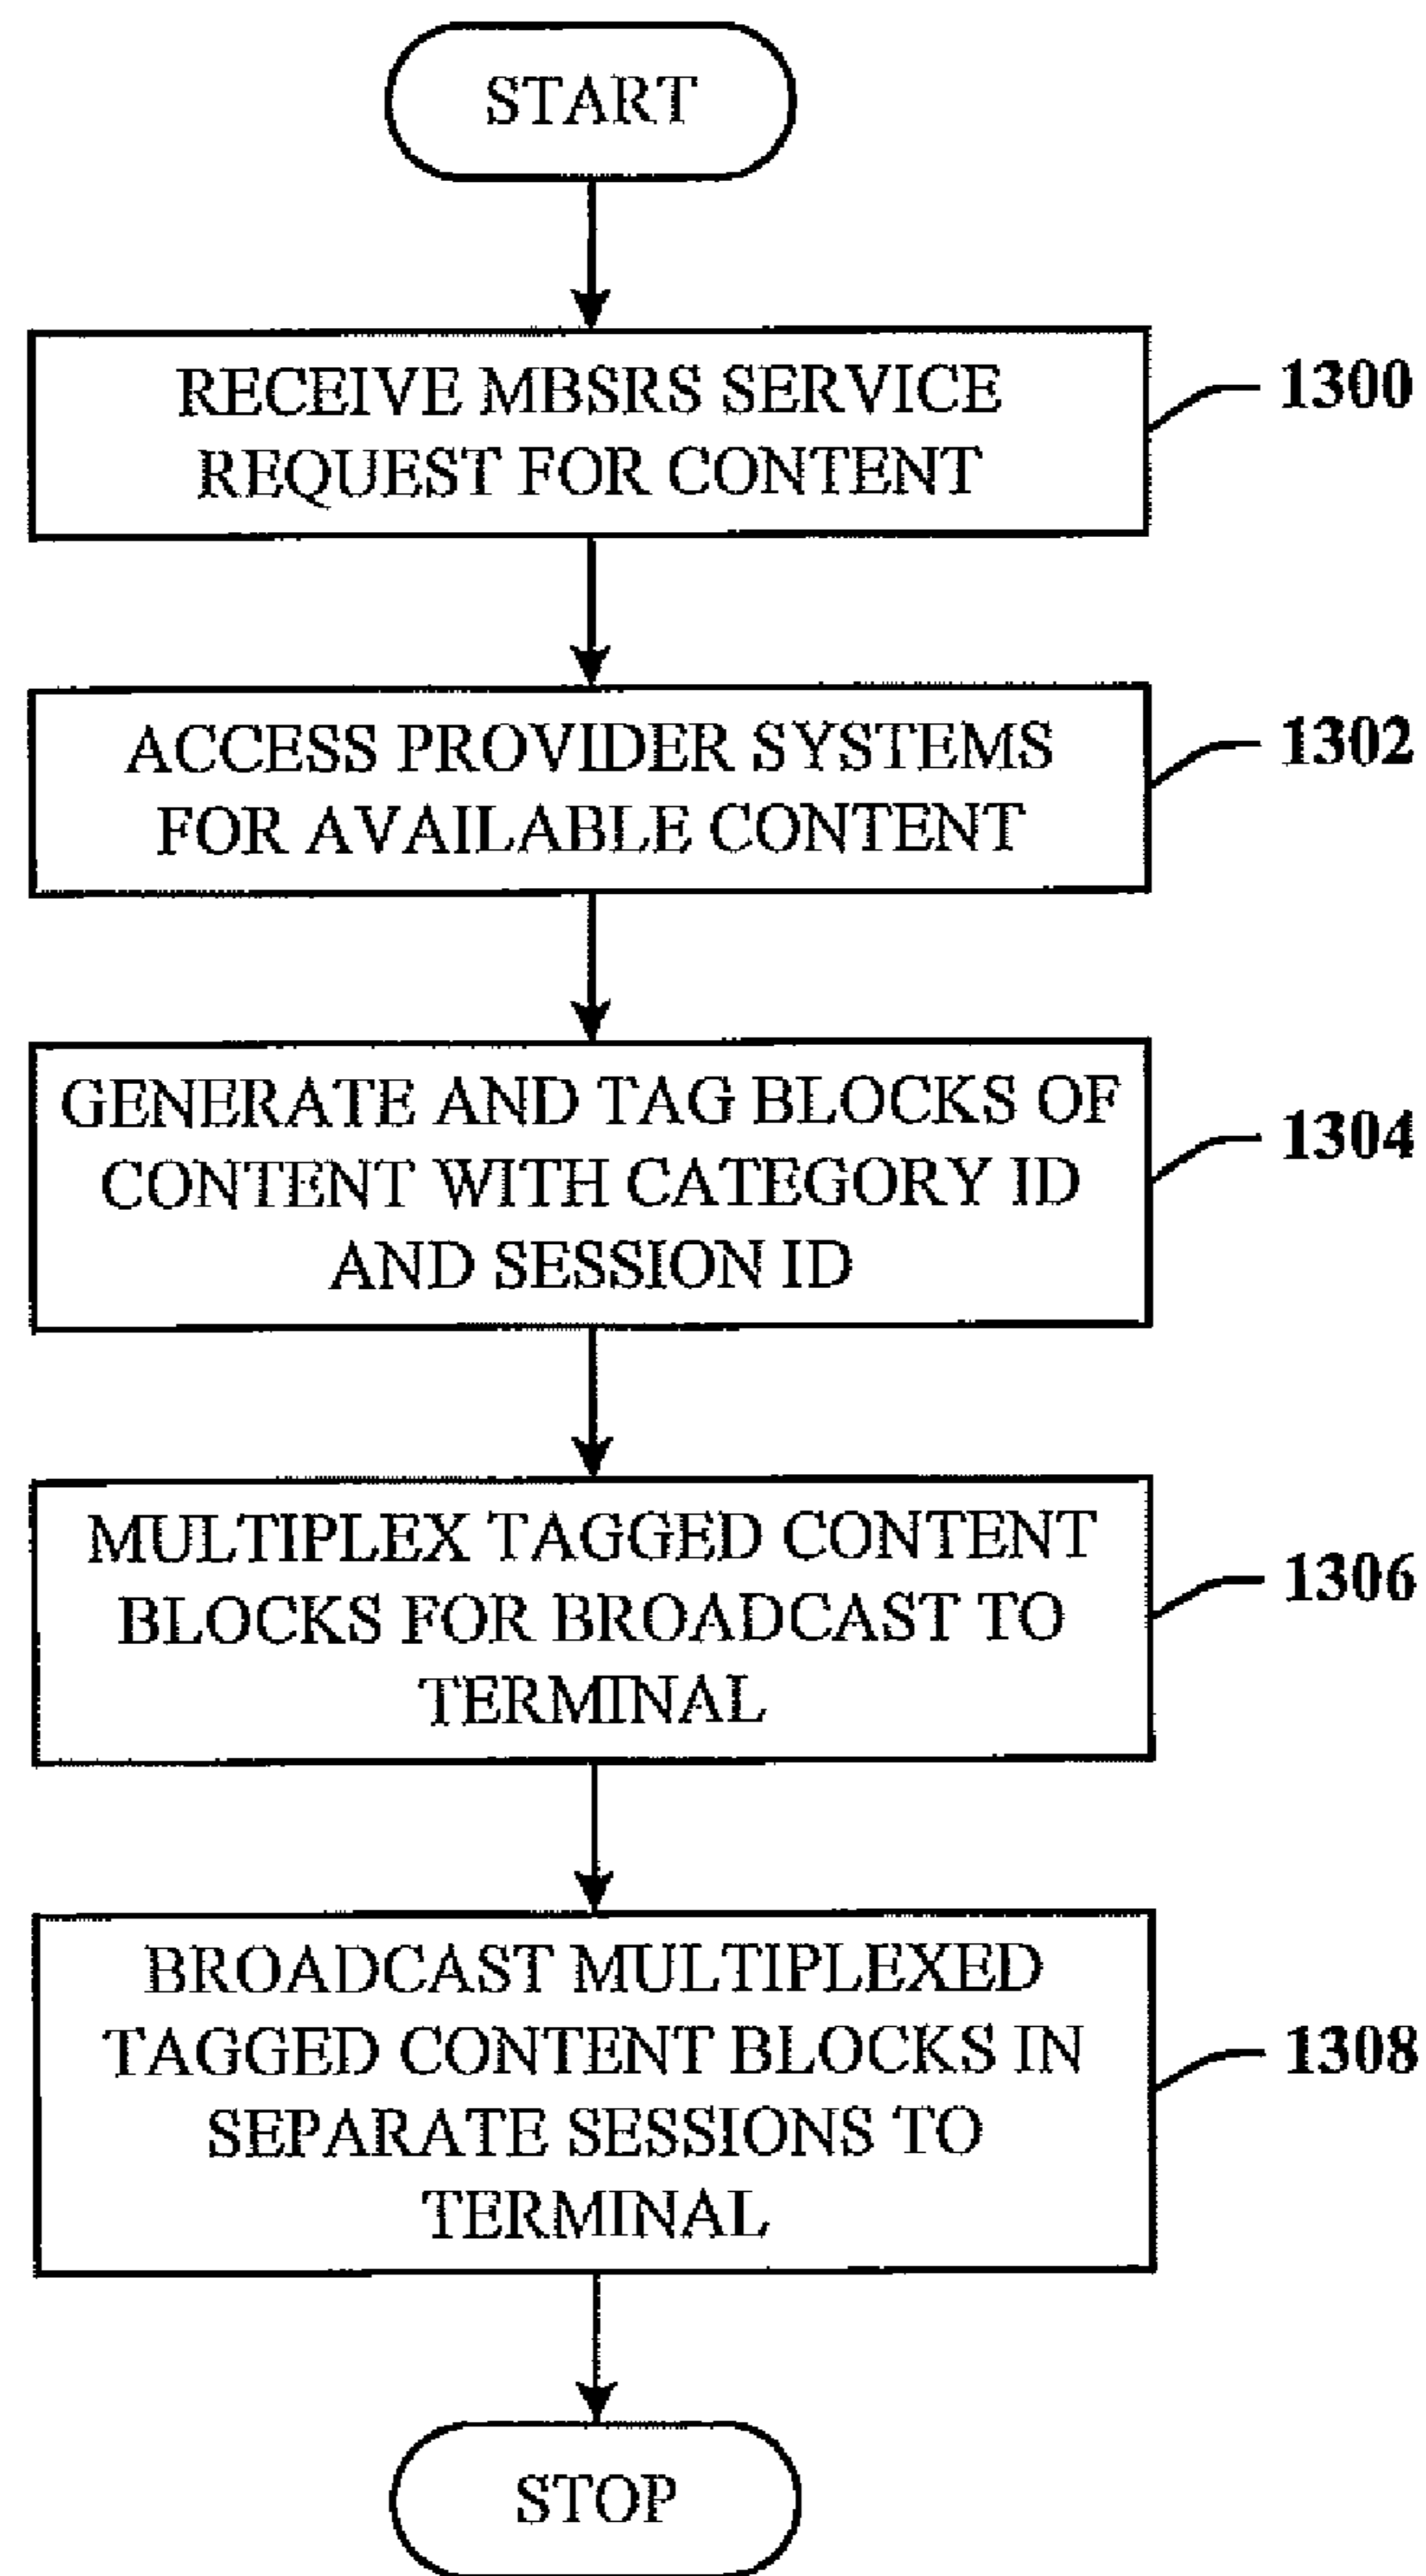 START
RECEIVE MBSRS SERVICE
REQUEST FOR CONTENT
1300
ACCESS PROVIDER SYSTEMS
FOR AVAILABLE CONTENT
1302
GENERATE AND TAG BLOCKS OF
CONTENT WITH CATEGORY ID
AND SESSION ID
1304
MULTIPLEX TAGGED CONTENT
BLOCKS FOR BROADCAST TO
TERMINAL
1306
BROADCAST MULTIPLEXED
TAGGED CONTENT BLOCKS IN
SEPARATE SESSIONS TO
TERMINAL
1308
STOP